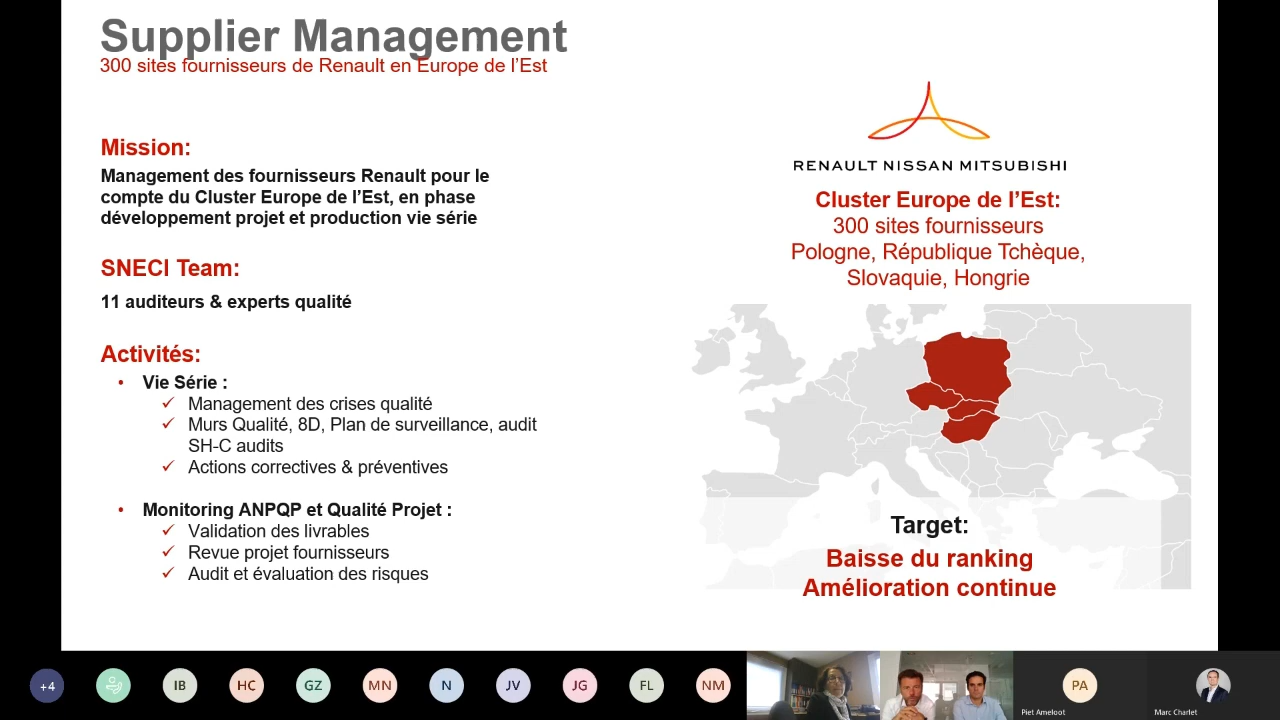 Supplier Management
300 sites fournisseurs de Renault en Europe de l'Est
Mission:
Management des fournisseurs Renault pour le
compte du Cluster Europe de l'Est, en phase
développement projet et production vie série
SNECI Team:
11 auditeurs & experts qualité
Activités:
• Vie Série :
✓ Management des crises qualité
✓ Murs Qualité, 8D, Plan de surveillance, audit
SH-C audits
✓ Actions correctives & préventives
• Monitoring ANPQP et Qualité Projet :
✓ Validation des livrables
✓ Revue projet fournisseurs
✓ Audit et évaluation des risques
RENAULT NISSAN MITSUBISHI
Cluster Europe de l'Est:
300 sites fournisseurs
Pologne, République Tchèque,
Slovaquie, Hongrie
Target:
Baisse du ranking
Amélioration continue
+4 IB HC GZ MN N JV JG FL NM PA
Piet Ameloot
Marc Charlet